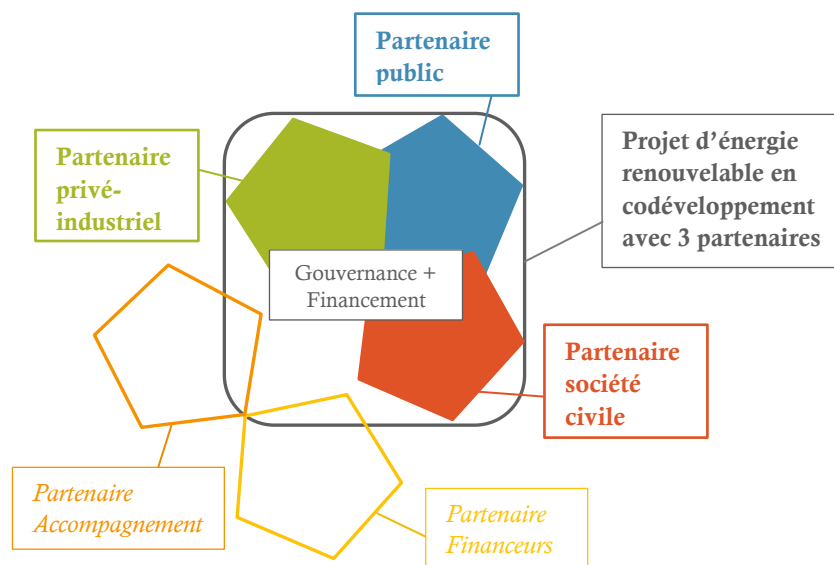 Partenaire
public
Partenaire
privé-
industriel
Projet d’énergie
renouvelable en
codéveloppement
avec 3 partenaires
Gouvernance +
Financement
Partenaire
société
civile
Partenaire
Accompagnement
Partenaire
Financeurs